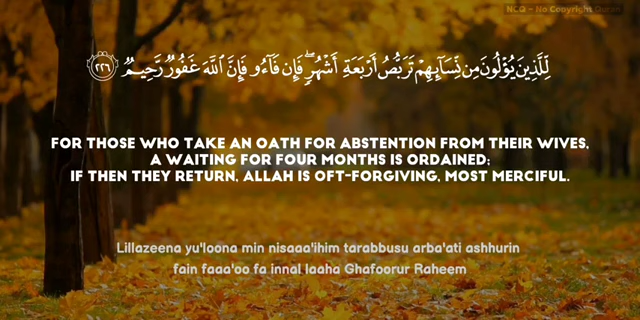 NCQ - No Copyright Quran
لِّلَّذِينَ يُؤْلُونَ مِن نِّسَآئِهِمْ تَرَبُّصُ أَرْبَعَةِ أَشْهُرٍۖ فَإِن فَآءُو فَإِنَّ ٱللَّهَ غَفُورٌ رَّحِيمٌ ٢٢٦
FOR THOSE WHO TAKE AN OATH FOR ABSTENTION FROM THEIR WIVES,
A WAITING FOR FOUR MONTHS IS ORDAINED;
IF THEN THEY RETURN, ALLAH IS OFT-FORGIVING, MOST MERCIFUL.
Lillazeena yu'loona min nisaaa'ihim tarabbusu arba'ati ashhurin
fain faaa'oo fa innal laaha Ghafoorur Raheem